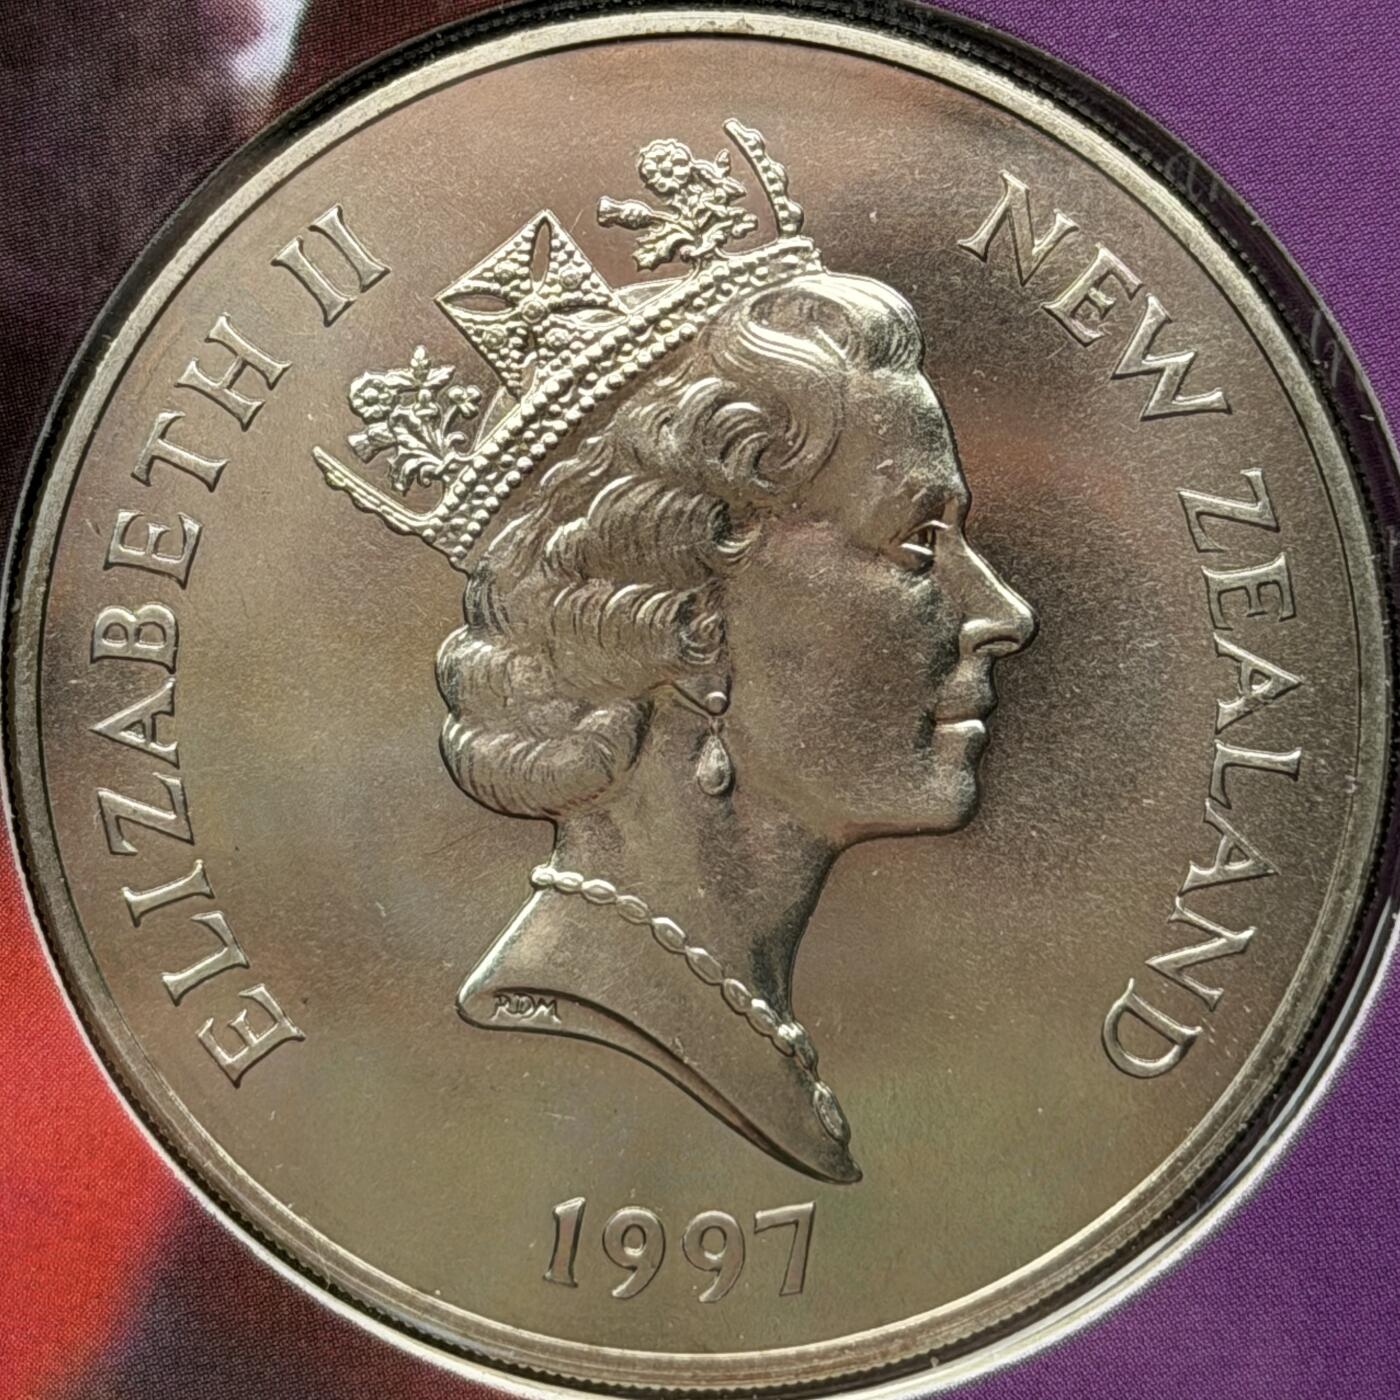 ELIZABETH II
NEW ZEALAND
RDM
1997